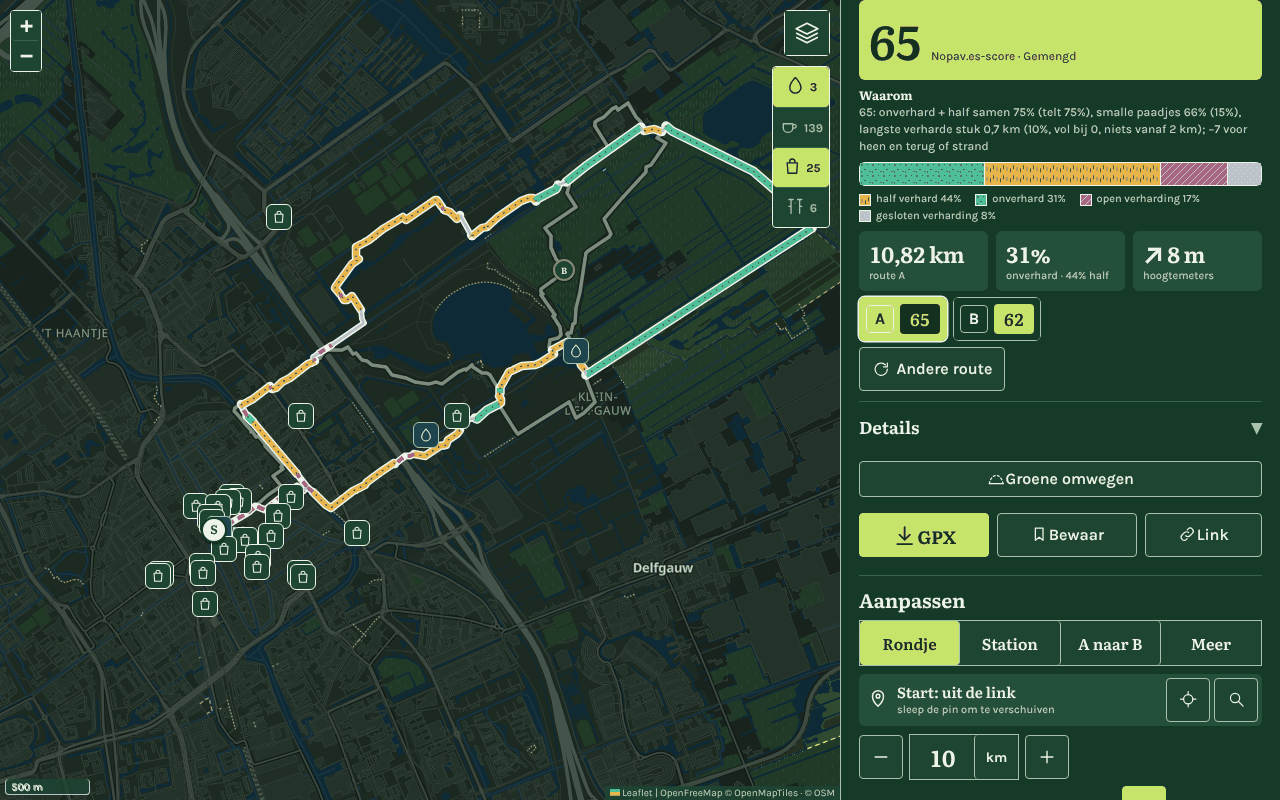 +
−
3
139
25
6
'T HAANTJE
B
KLEIN-
DELFGAUW
S
Delfgauw
500 m
Leaflet | OpenFreeMap © OpenMapTiles · © OSM
65 Nopav.es-score · Gemengd
Waarom
65: onverhard + half samen 75% (telt 75%), smalle paadjes 66% (15%),
langste verharde stuk 0,7 km (10%, vol bij 0, niets vanaf 2 km); −7 voor
heen en terug of strand
half verhard 44% onverhard 31% open verharding 17%
gesloten verharding 8%
10,82 km
route A
31%
onverhard · 44% half
8 m
hoogtemeters
A 65 B 62
Andere route
Details ▼
Groene omwegen
GPX Bewaar Link
Aanpassen
Rondje Station A naar B Meer
Start: uit de link
sleep de pin om te verschuiven
− 10 km +